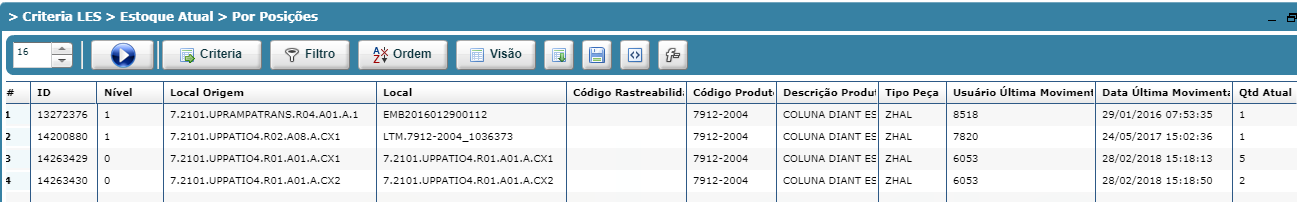 > Criteria LES > Estoque Atual > Por Posições
16 Criteria Filtro Ordem Visão
# ID Nível Local Origem Local Código Rastreabilida Código Produt Descrição Produt Tipo Peça Usuário Última Moviment Data Última Movimenta Qtd Atual
1 13272376 1 7.2101.UPRAMPATRANS.R04.A01.A.1 EMB2016012900112 7912-2004 COLUNA DIANT ES ZHAL 8518 29/01/2016 07:53:35 1
2 14200880 1 7.2101.UPPATIO4.R02.A08.A.CX1 LTM.7912-2004_1036373 7912-2004 COLUNA DIANT ES ZHAL 7820 24/05/2017 15:02:36 1
3 14263429 0 7.2101.UPPATIO4.R01.A01.A.CX1 7.2101.UPPATIO4.R01.A01.A.CX1 7912-2004 COLUNA DIANT ES ZHAL 6053 28/02/2018 15:18:13 5
4 14263430 0 7.2101.UPPATIO4.R01.A01.A.CX2 7.2101.UPPATIO4.R01.A01.A.CX2 7912-2004 COLUNA DIANT ES ZHAL 6053 28/02/2018 15:18:50 2